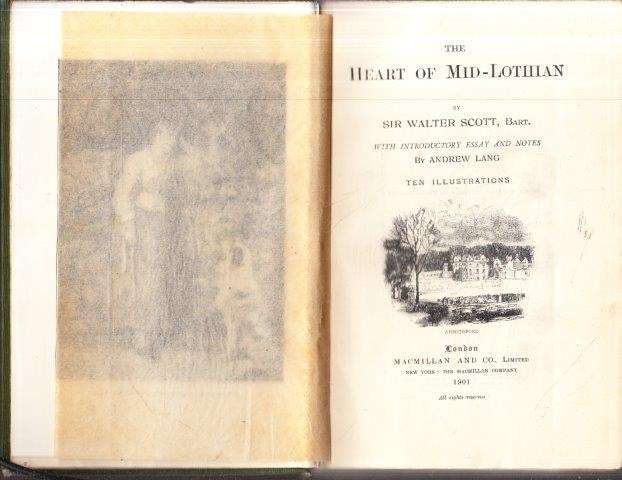 THE
HEART OF MID-LOTHIAN
BY
SIR WALTER SCOTT, BART.
WITH INTRODUCTORY ESSAY AND NOTES
BY ANDREW LANG
TEN ILLUSTRATIONS
ABBOTSFORD
London
MACMILLAN AND CO., LIMITED
NEW YORK: THE MACMILLAN COMPANY
1901
All rights reserved